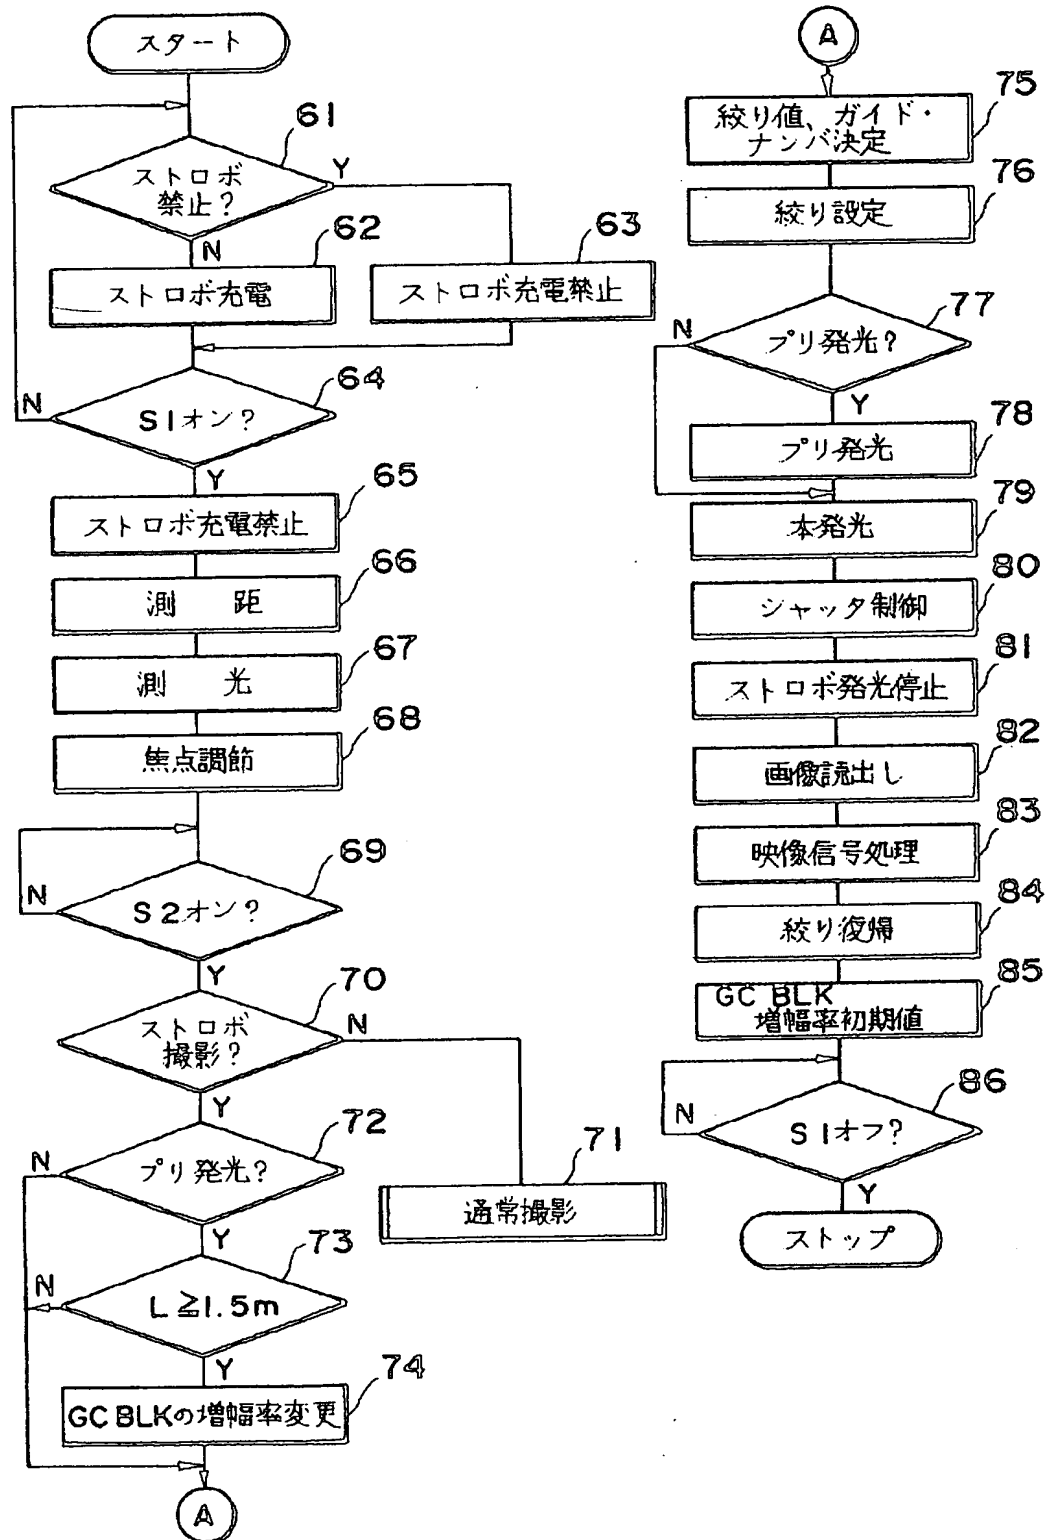 スタート
61
ストロボ
禁止?
Y
N
62
ストロボ充電
63
ストロボ充電禁止
64
S1オン?
N
Y
65
ストロボ充電禁止
66
測 距
67
測 光
68
焦点調節
69
S2オン?
N
Y
70
ストロボ
撮影?
N
Y
71
通常撮影
72
プリ発光?
N
Y
73
L≧1.5m
N
Y
74
GC BLKの増幅率変更
A
A
75
絞り値、ガイド・
ナンバ決定
76
絞り設定
77
プリ発光?
N
Y
78
プリ発光
79
本発光
80
シャッタ制御
81
ストロボ発光停止
82
画像読出し
83
映像信号処理
84
絞り復帰
85
GC BLK
増幅率初期値
86
S1オフ?
N
Y
ストップ